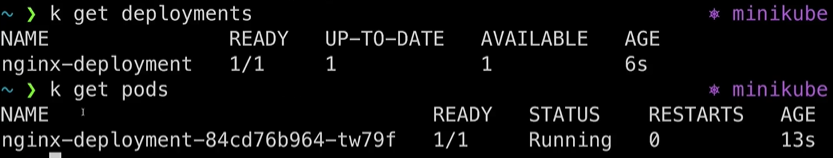 ~ ❯ k get deployments ⎈ minikube
NAME READY UP-TO-DATE AVAILABLE AGE
nginx-deployment 1/1 1 1 6s
~ ❯ k get pods ⎈ minikube
NAME READY STATUS RESTARTS AGE
nginx-deployment-84cd76b964-tw79f 1/1 Running 0 13s